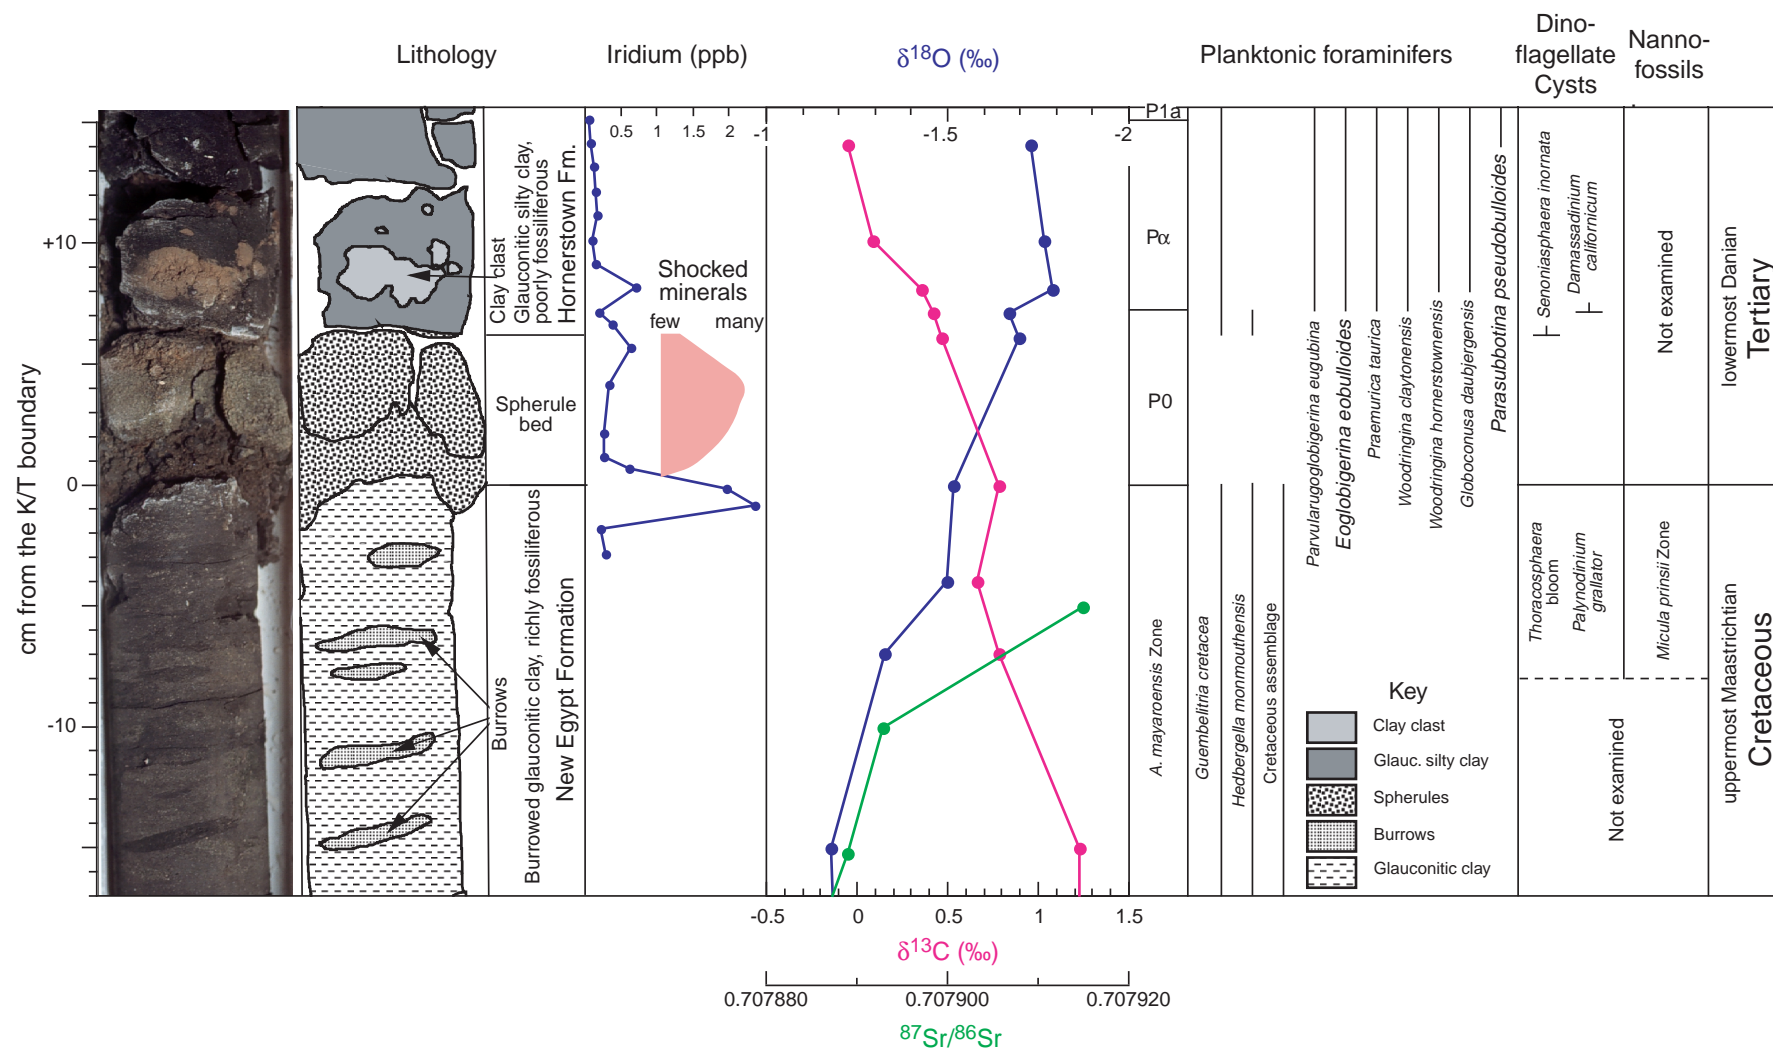 Lithology
Iridium (ppb)
δ18O (‰)
Planktonic foraminifers
Dino-
flagellate
Cysts
Nanno-
fossils
0.5 1 1.5 2
-1 -1.5 -2
cm from the K/T boundary
+10
0
-10
Clay clast
Glauconitic silty clay,
poorly fossiliferous
Hornerstown Fm.
Spherule
bed
Burrows
Burrowed glauconitic clay, richly fossiliferous
New Egypt Formation
Shocked
minerals
few many
P1a
Pα
P0
A. mayaroensis Zone
Guembelitria cretacea
Hedbergella monmouthensis
Cretaceous assemblage
Parvularugoglobigerina eugubina
Eoglobigerina eobulloides
Praemurica taurica
Woodringina claytonensis
Woodringina hornerstownensis
Globoconusa daubjergensis
Parasubbotina pseudobulloides
Senoniasphaera inornata
Damassadinium
californicum
Not examined
lowermost Danian
Tertiary
Thoracosphaera
bloom
Palynodinium
grallator
Micula prinsii Zone
Not examined
uppermost Maastrichtian
Cretaceous
Key
Clay clast
Glauc. silty clay
Spherules
Burrows
Glauconitic clay
-0.5 0 0.5 1 1.5
δ13C (‰)
0.707880 0.707900 0.707920
87Sr/86Sr